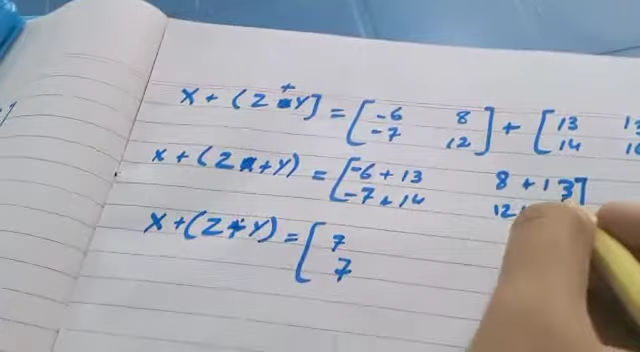 X + (Z + Y] = [-6 8] + [13
-7 12 14
X + (Z + Y) = [-6 + 13 8 + 13]
-7 + 14 12
X + (Z + Y) = [7
7